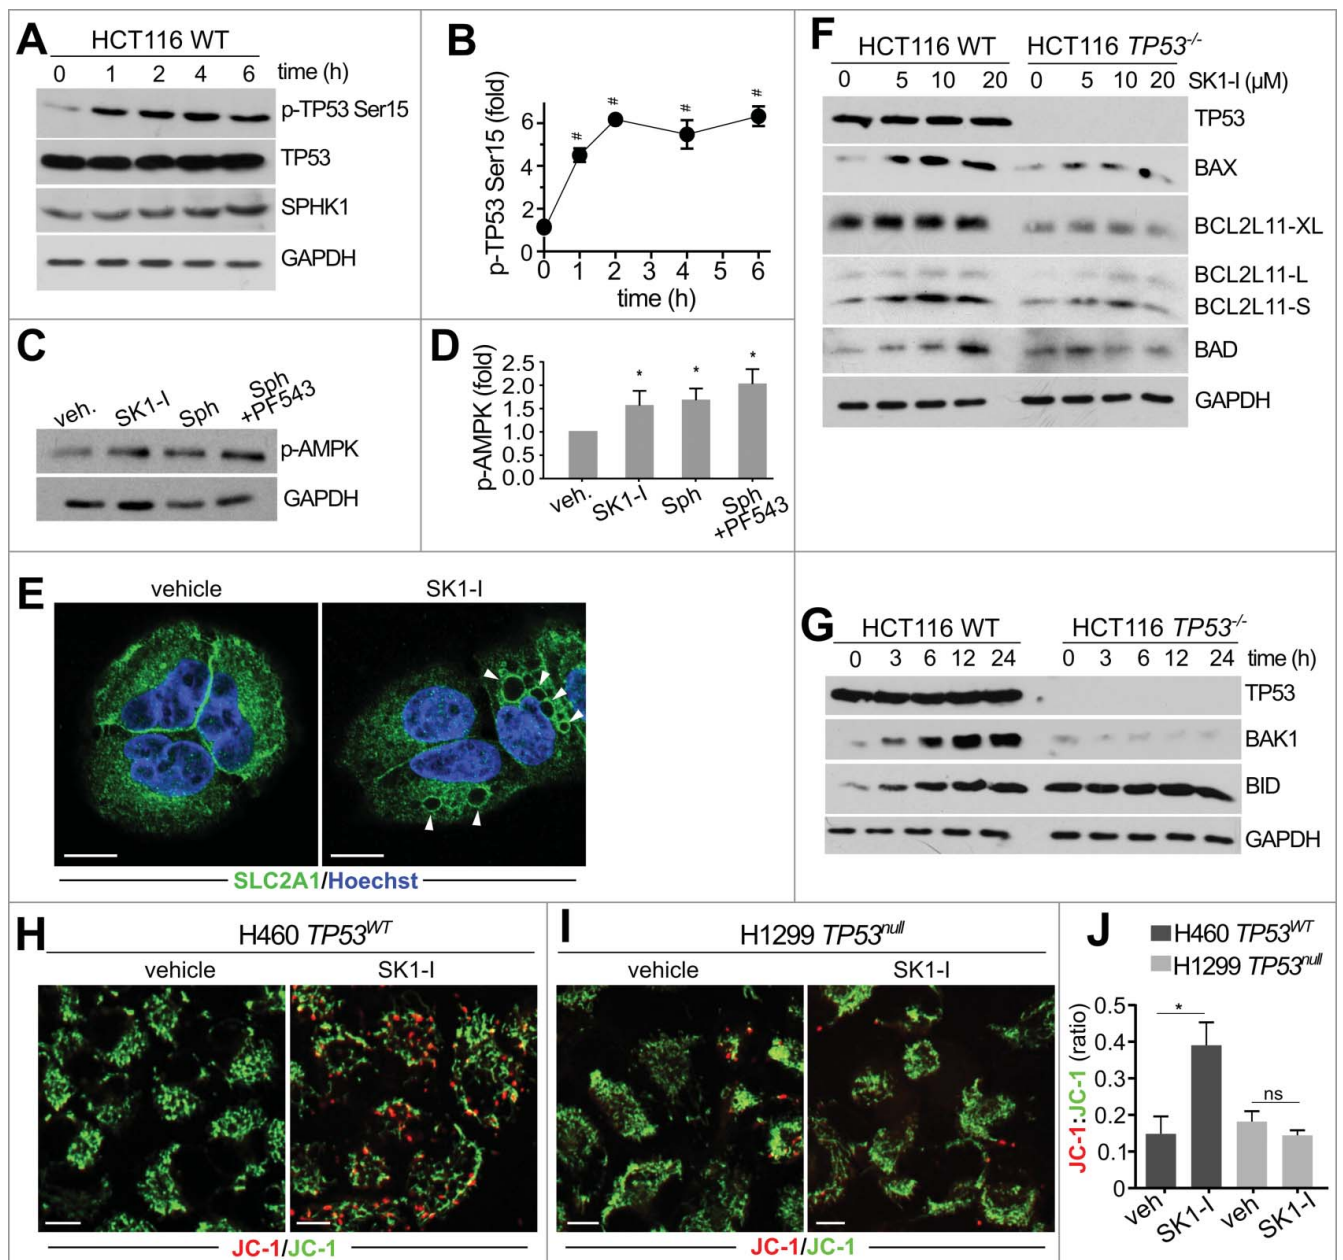 A
HCT116 WT
0 1 2 4 6 time (h)
p-TP53 Ser15
TP53
SPHK1
GAPDH
B
p-TP53 Ser15 (fold)
6
4
2
0
#
#
#
#
0 1 2 3 4 5 6
time (h)
C
veh. SK1-I Sph Sph +PF543
p-AMPK
GAPDH
D
p-AMPK (fold)
2.5
2.0
1.5
1.0
0.5
0.0
* * *
veh. SK1-I Sph Sph +PF543
E
vehicle SK1-I
SLC2A1/Hoechst
F
HCT116 WT HCT116 TP53-/-
0 5 10 20 0 5 10 20 SK1-I (µM)
TP53
BAX
BCL2L11-XL
BCL2L11-L
BCL2L11-S
BAD
GAPDH
G
HCT116 WT HCT116 TP53-/-
0 3 6 12 24 0 3 6 12 24 time (h)
TP53
BAK1
BID
GAPDH
H
H460 TP53WT
vehicle SK1-I
JC-1/JC-1
I
H1299 TP53null
vehicle SK1-I
JC-1/JC-1
J
H460 TP53WT
H1299 TP53null
JC-1:JC-1 (ratio)
0.5
0.4
0.3
0.2
0.1
0
*
ns
veh SK1-I veh SK1-I